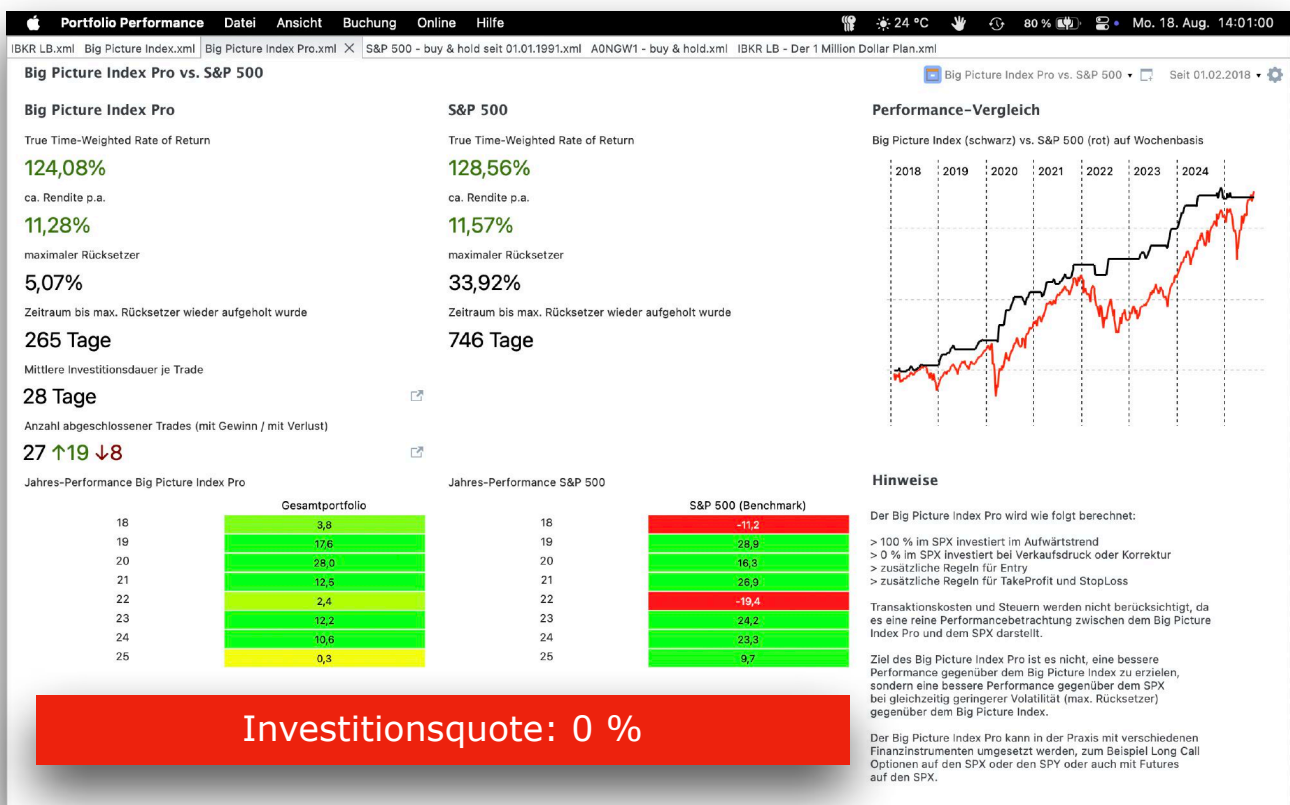 Portfolio Performance Datei Ansicht Buchung Online Hilfe 24 °C 80 % Mo. 18. Aug. 14:01:00
IBKR LB.xml Big Picture Index.xml Big Picture Index Pro.xml S&P 500 - buy & hold seit 01.01.1991.xml A0NGW1 - buy & hold.xml IBKR LB - Der 1 Million Dollar Plan.xml
Big Picture Index Pro vs. S&P 500
Big Picture Index Pro vs. S&P 500 Seit 01.02.2018
Big Picture Index Pro
True Time-Weighted Rate of Return
124,08%
ca. Rendite p.a.
11,28%
maximaler Rücksetzer
5,07%
Zeitraum bis max. Rücksetzer wieder aufgeholt wurde
265 Tage
Mittlere Investitionsdauer je Trade
28 Tage
Anzahl abgeschlossener Trades (mit Gewinn / mit Verlust)
27 ↑19 ↓8
Jahres-Performance Big Picture Index Pro
Gesamtportfolio
18 3,8
19 17,6
20 28,0
21 12,5
22 2,4
23 12,2
24 10,6
25 0,3
S&P 500
True Time-Weighted Rate of Return
128,56%
ca. Rendite p.a.
11,57%
maximaler Rücksetzer
33,92%
Zeitraum bis max. Rücksetzer wieder aufgeholt wurde
746 Tage
Jahres-Performance S&P 500
S&P 500 (Benchmark)
18 -11,2
19 28,9
20 16,3
21 26,9
22 -19,4
23 24,2
24 23,3
25 9,7
Performance-Vergleich
Big Picture Index (schwarz) vs. S&P 500 (rot) auf Wochenbasis
2018 2019 2020 2021 2022 2023 2024
Hinweise
Der Big Picture Index Pro wird wie folgt berechnet:
> 100 % im SPX investiert im Aufwärtstrend
> 0 % im SPX investiert bei Verkaufsdruck oder Korrektur
> zusätzliche Regeln für Entry
> zusätzliche Regeln für TakeProfit und StopLoss
Transaktionskosten und Steuern werden nicht berücksichtigt, da
es eine reine Performancebetrachtung zwischen dem Big Picture
Index Pro und dem SPX darstellt.
Ziel des Big Picture Index Pro ist es nicht, eine bessere
Performance gegenüber dem Big Picture Index zu erzielen,
sondern eine bessere Performance gegenüber dem SPX
bei gleichzeitig geringerer Volatilität (max. Rücksetzer)
gegenüber dem Big Picture Index.
Der Big Picture Index Pro kann in der Praxis mit verschiedenen
Finanzinstrumenten umgesetzt werden, zum Beispiel Long Call
Optionen auf den SPX oder den SPY oder auch mit Futures
auf den SPX.
Investitionsquote: 0 %